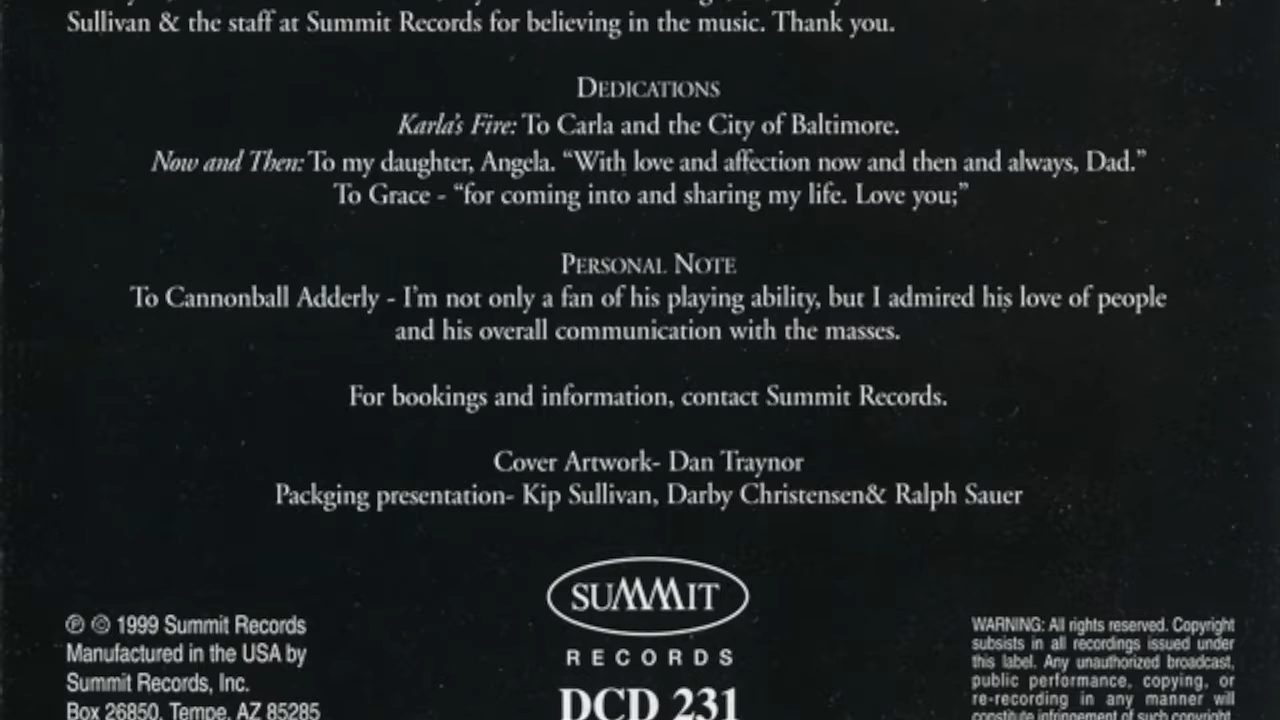 Sullivan & the staff at Summit Records for believing in the music. Thank you.
DEDICATIONS
Karla's Fire: To Carla and the City of Baltimore.
Now and Then: To my daughter, Angela. “With love and affection now and then and always, Dad.”
To Grace - “for coming into and sharing my life. Love you;”
PERSONAL NOTE
To Cannonball Adderly - I'm not only a fan of his playing ability, but I admired his love of people
and his overall communication with the masses.
For bookings and information, contact Summit Records.
Cover Artwork- Dan Traynor
Packging presentation- Kip Sullivan, Darby Christensen& Ralph Sauer
SUMMIT
RECORDS
DCD 231
℗ © 1999 Summit Records
Manufactured in the USA by
Summit Records, Inc.
Box 26850, Tempe, AZ 85285
WARNING: All rights reserved. Copyright
subsists in all recordings issued under
this label. Any unauthorized broadcast,
public performance, copying, or
re-recording in any manner will
constitute infringement of such copyright.